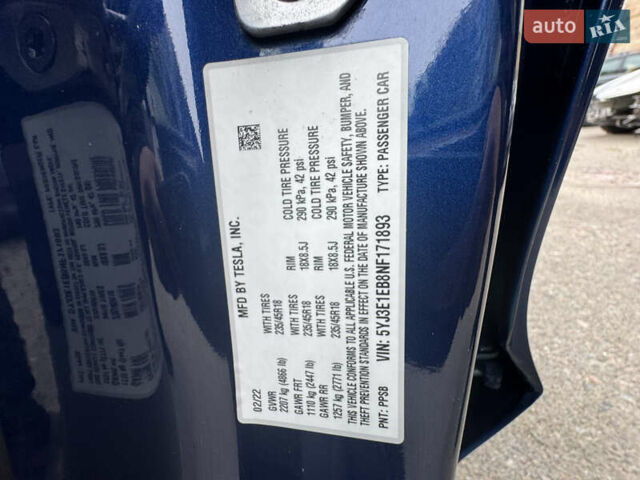 auto RIA
MFD BY TESLA, INC.
02/22
GVWR
2207 kg (4866 lb)
GAWR FRT WITH TIRES RIM COLD TIRE PRESSURE
1110 kg (2447 lb) 235/45R18 18X8.5J 290 kPa, 42 psi
GAWR RR WITH TIRES RIM COLD TIRE PRESSURE
1257 kg (2771 lb) 235/45R18 18X8.5J 290 kPa, 42 psi
THIS VEHICLE CONFORMS TO ALL APPLICABLE U.S. FEDERAL MOTOR VEHICLE SAFETY, BUMPER, AND
THEFT PREVENTION STANDARDS IN EFFECT ON THE DATE OF MANUFACTURE SHOWN ABOVE.
VIN: 5YJ3E1EB8NF171893 TYPE: PASSENGER CAR
PNT: PPSB